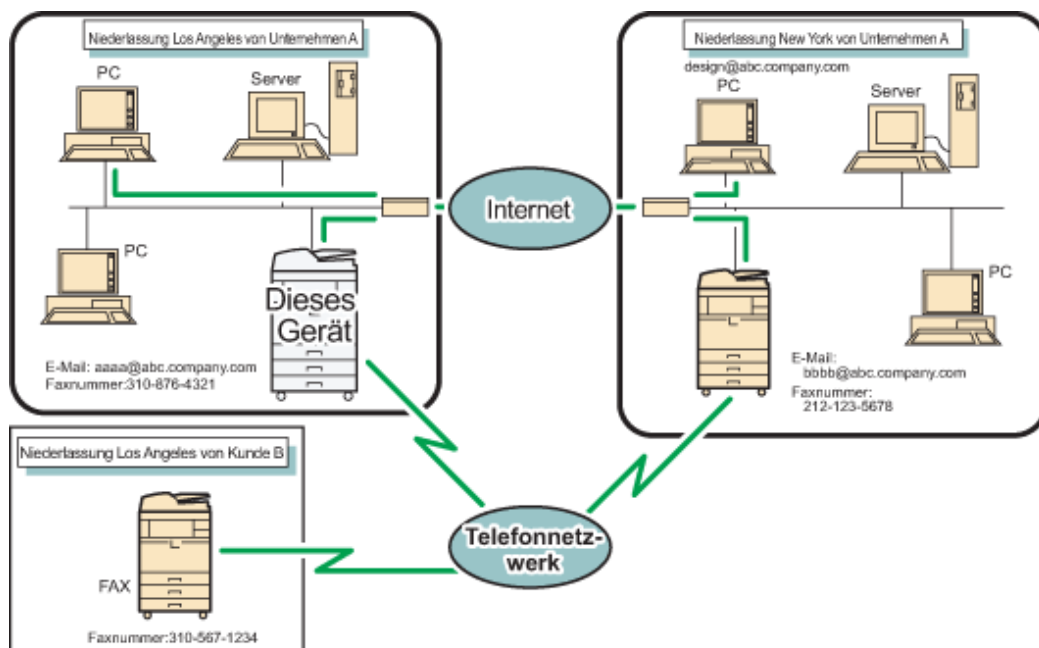 Niederlassung Los Angeles von Unternehmen A
PC
Server
PC
Dieses
Gerät
E-Mail: aaaa@abc.company.com
Faxnummer:310-876-4321
Internet
Niederlassung New York von Unternehmen A
design@abc.company.com
PC
Server
PC
E-Mail:
bbbb@abc.company.com
Faxnummer:
212-123-5678
Niederlassung Los Angeles von Kunde B
FAX
Faxnummer:310-567-1234
Telefonnetz-
werk